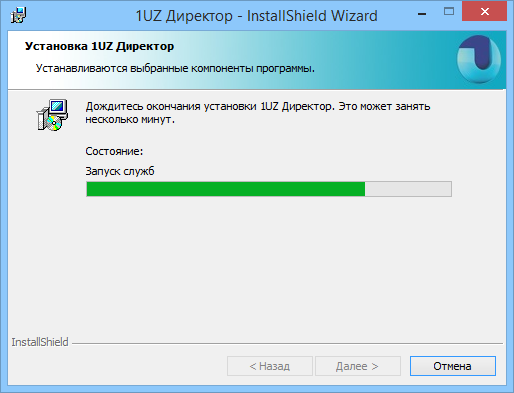 1UZ Директор - InstallShield Wizard
Установка 1UZ Директор
Устанавливаются выбранные компоненты программы.
Дождитесь окончания установки 1UZ Директор. Это может занять
несколько минут.
Состояние:
Запуск служб
InstallShield
< Назад
Далее >
Отмена